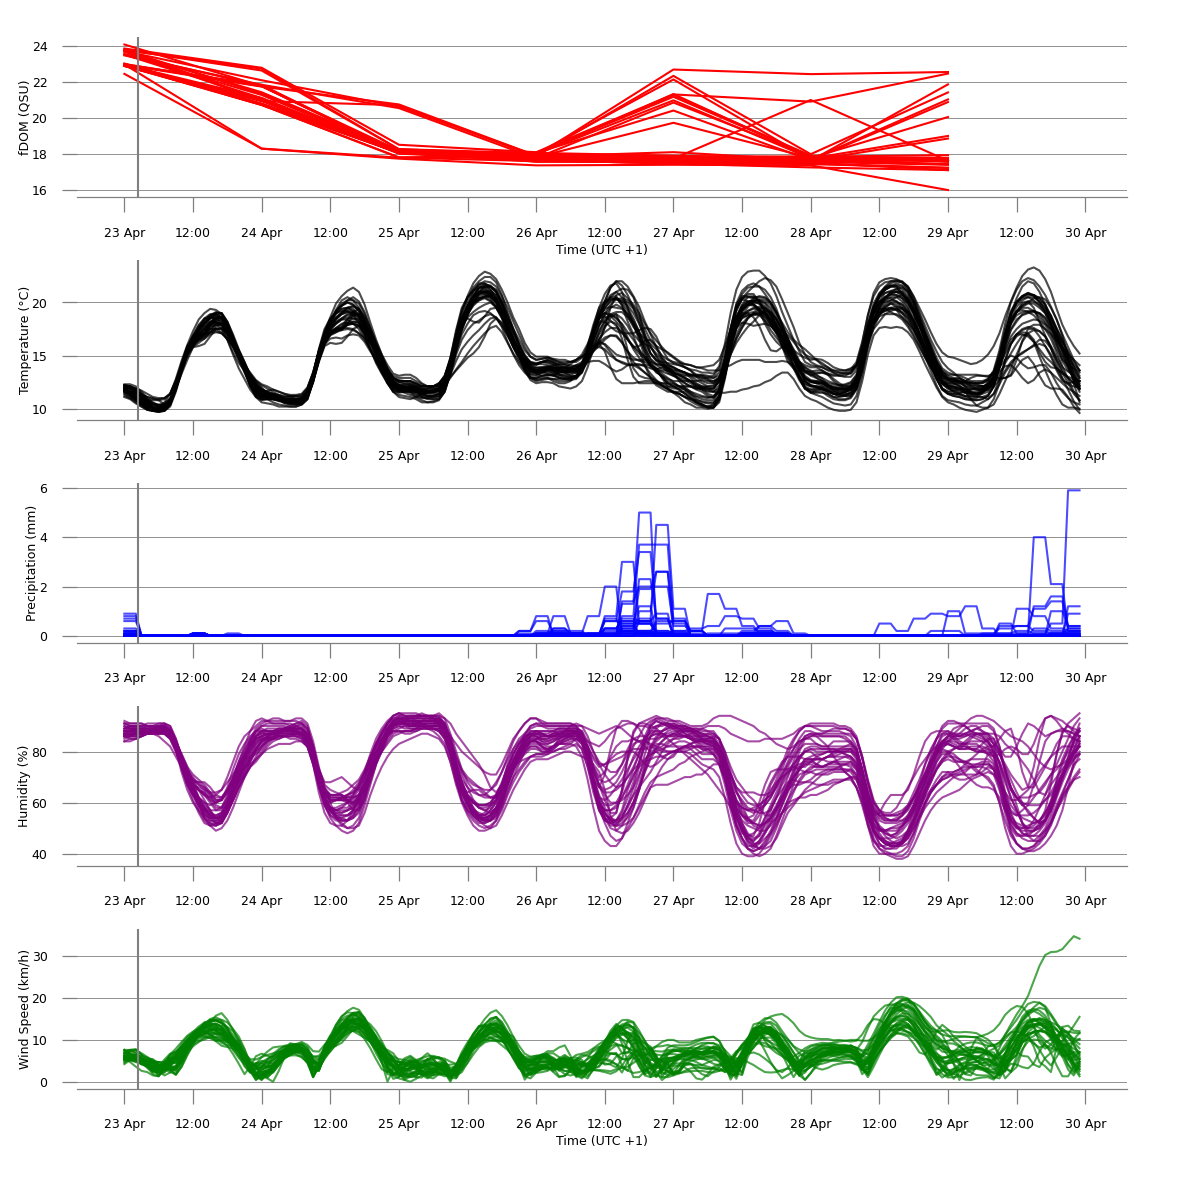 fDOM (QSU)
24
22
20
18
16
23 Apr 12:00 24 Apr 12:00 25 Apr 12:00 26 Apr 12:00 27 Apr 12:00 28 Apr 12:00 29 Apr 12:00 30 Apr
Time (UTC +1)
Temperature (°C)
20
15
10
23 Apr 12:00 24 Apr 12:00 25 Apr 12:00 26 Apr 12:00 27 Apr 12:00 28 Apr 12:00 29 Apr 12:00 30 Apr
Precipitation (mm)
6
4
2
0
23 Apr 12:00 24 Apr 12:00 25 Apr 12:00 26 Apr 12:00 27 Apr 12:00 28 Apr 12:00 29 Apr 12:00 30 Apr
Humidity (%)
80
60
40
23 Apr 12:00 24 Apr 12:00 25 Apr 12:00 26 Apr 12:00 27 Apr 12:00 28 Apr 12:00 29 Apr 12:00 30 Apr
Wind Speed (km/h)
30
20
10
0
23 Apr 12:00 24 Apr 12:00 25 Apr 12:00 26 Apr 12:00 27 Apr 12:00 28 Apr 12:00 29 Apr 12:00 30 Apr
Time (UTC +1)